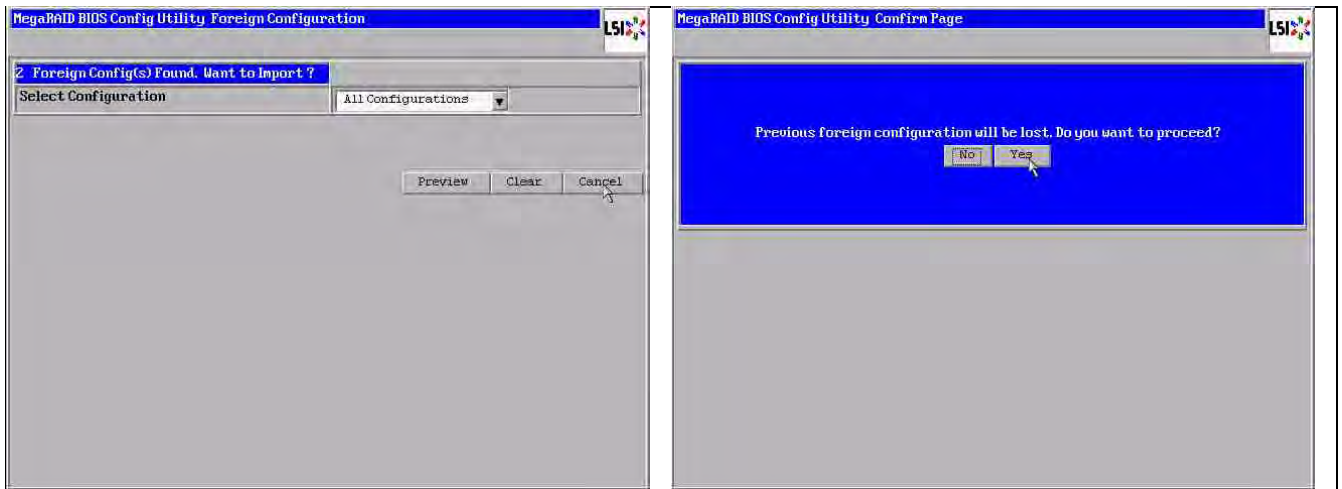 MegaRAID BIOS Config Utility Foreign Configuration
LSI
2 Foreign Config(s) Found. Want to Import ?
Select Configuration
All Configurations
Preview
Clear
Cancel
MegaRAID BIOS Config Utility Confirm Page
LSI
Previous foreign configuration will be lost. Do you want to proceed?
No
Yes